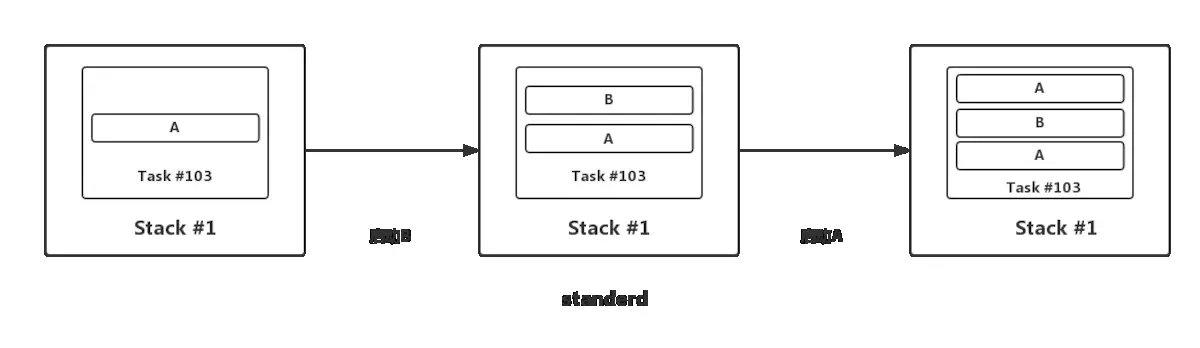 A
Task #103
Stack #1
启动B
B
A
Task #103
Stack #1
启动A
A
B
A
Task #103
Stack #1
standerd